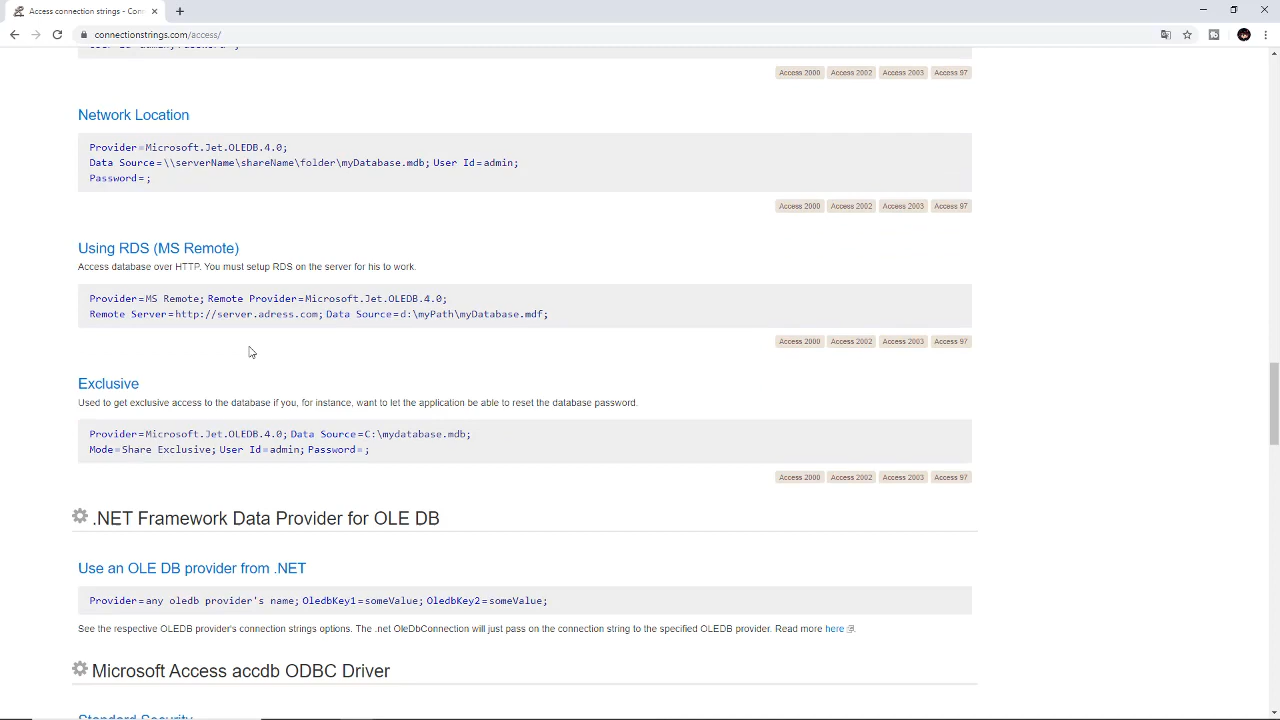 Access connection strings - Con
connectionstrings.com/access/
Access 2000 Access 2002 Access 2003 Access 97
Network Location
Provider=Microsoft.Jet.OLEDB.4.0;
Data Source=\\serverName\shareName\folder\myDatabase.mdb; User Id=admin;
Password=;
Access 2000 Access 2002 Access 2003 Access 97
Using RDS (MS Remote)
Access database over HTTP. You must setup RDS on the server for his to work.
Provider=MS Remote; Remote Provider=Microsoft.Jet.OLEDB.4.0;
Remote Server=http://server.adress.com; Data Source=d:\myPath\myDatabase.mdf;
Access 2000 Access 2002 Access 2003 Access 97
Exclusive
Used to get exclusive access to the database if you, for instance, want to let the application be able to reset the database password.
Provider=Microsoft.Jet.OLEDB.4.0; Data Source=C:\mydatabase.mdb;
Mode=Share Exclusive; User Id=admin; Password=;
Access 2000 Access 2002 Access 2003 Access 97
.NET Framework Data Provider for OLE DB
Use an OLE DB provider from .NET
Provider=any oledb provider's name; OledbKey1=someValue; OledbKey2=someValue;
See the respective OLEDB provider's connection strings options. The .net OleDbConnection will just pass on the connection string to the specified OLEDB provider. Read more here.
Microsoft Access accdb ODBC Driver
Standard Security